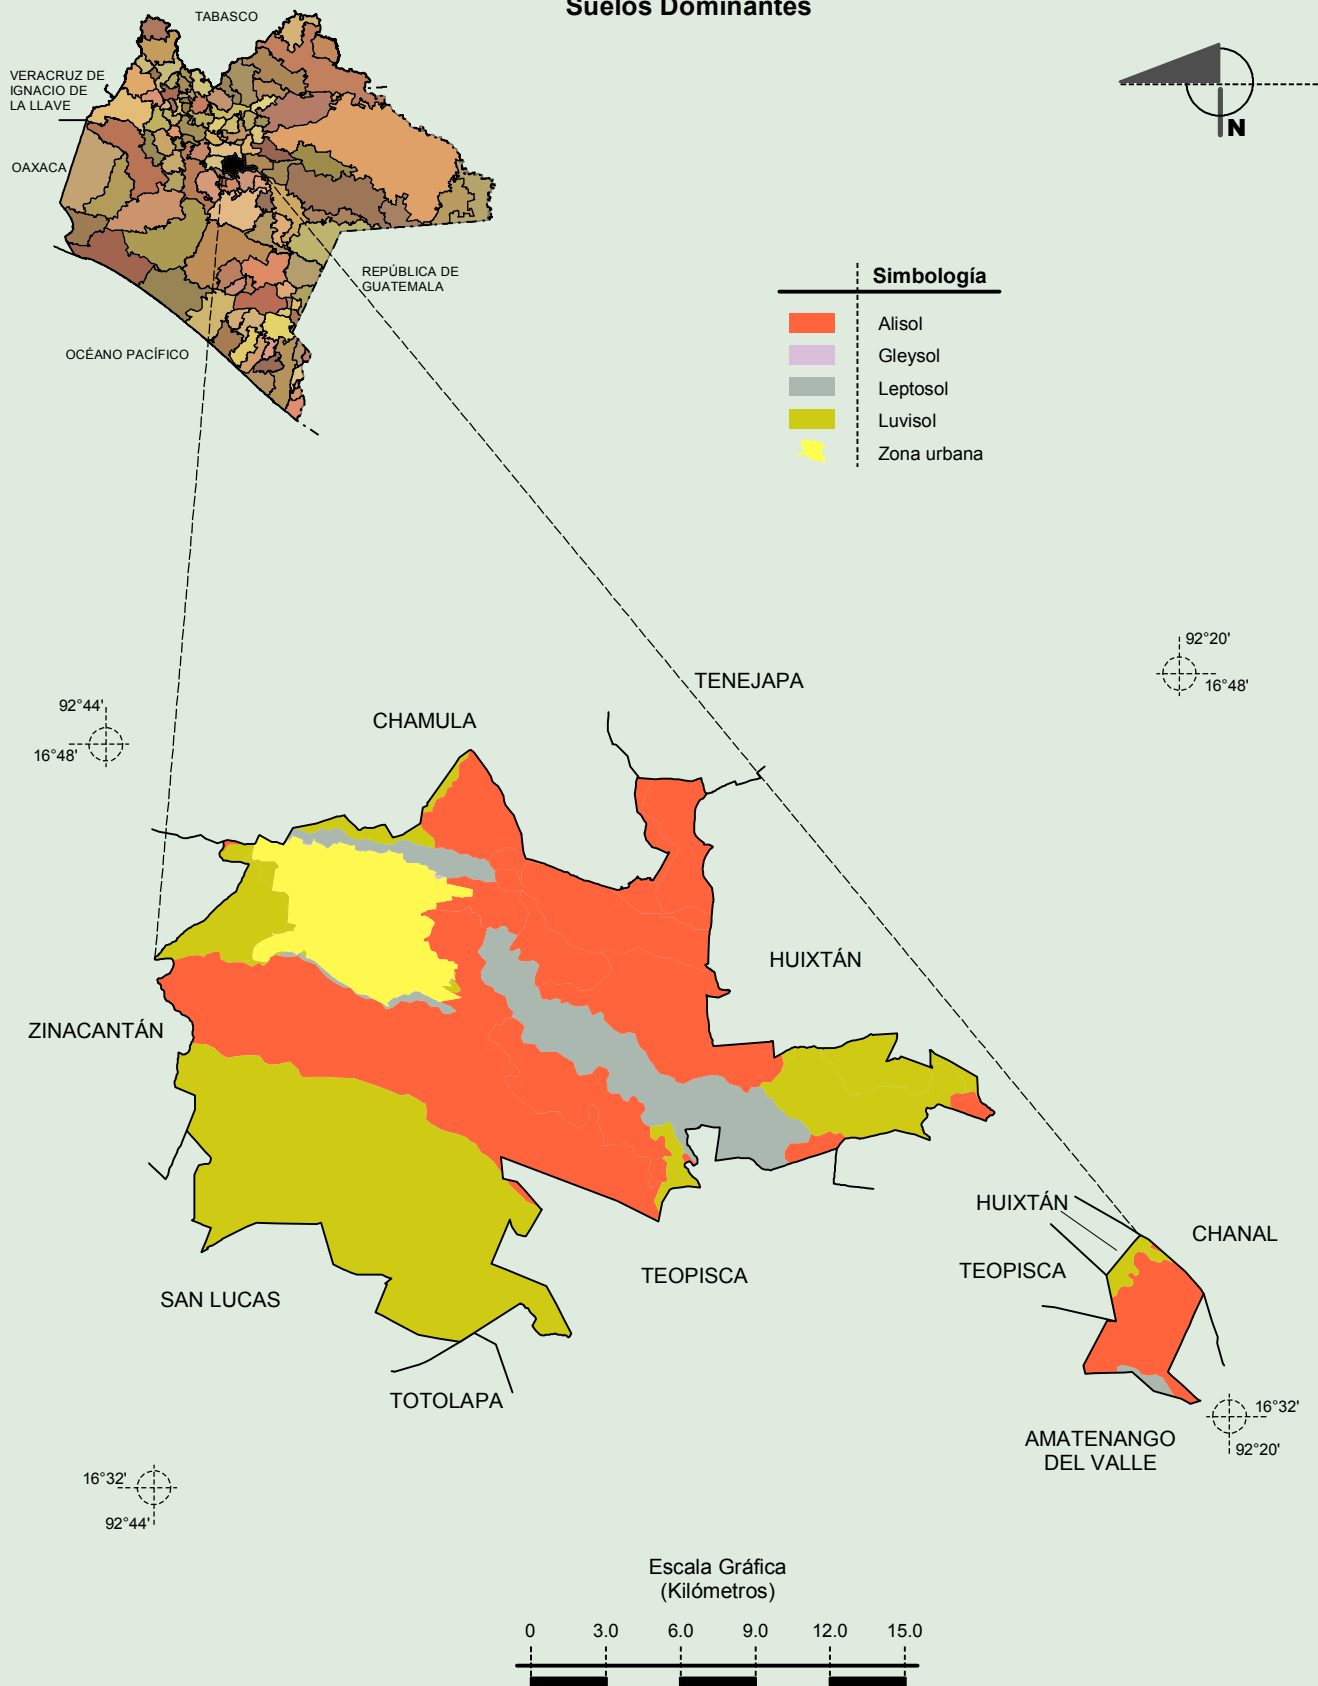 Suelos Dominantes
TABASCO
VERACRUZ DE
IGNACIO DE
LA LLAVE
OAXACA
REPÚBLICA DE
GUATEMALA
OCÉANO PACÍFICO
N
Simbología
Alisol
Gleysol
Leptosol
Luvisol
Zona urbana
92°20'
16°48'
92°44'
16°48'
TENEJAPA
CHAMULA
HUIXTÁN
ZINACANTÁN
HUIXTÁN
CHANAL
TEOPISCA
TEOPISCA
SAN LUCAS
TOTOLAPA
16°32'
92°20'
AMATENANGO
DEL VALLE
16°32'
92°44'
Escala Gráfica
(Kilómetros)
0 3.0 6.0 9.0 12.0 15.0